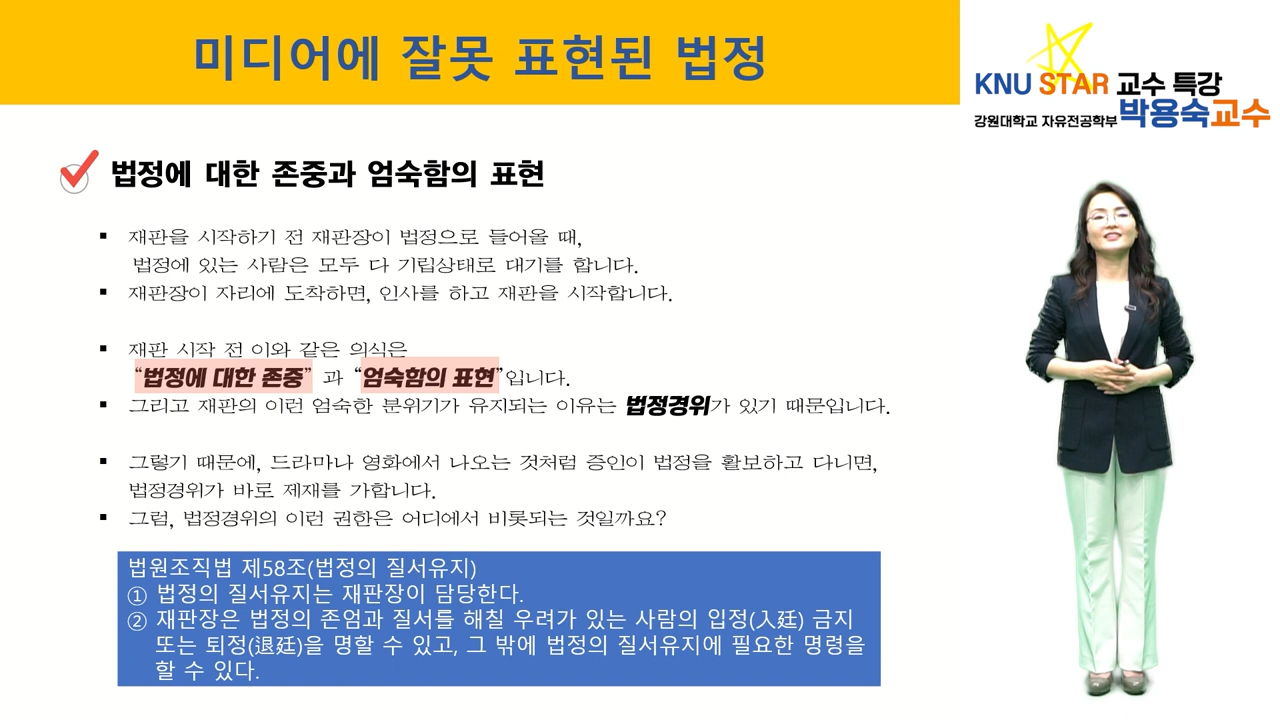 미디어에 잘못 표현된 법정
KNU STAR 교수 특강
강원대학교 자유전공학부 박용숙교수
법정에 대한 존중과 엄숙함의 표현
▪ 재판을 시작하기 전 재판장이 법정으로 들어올 때,
법정에 있는 사람은 모두 다 기립상태로 대기를 합니다.
▪ 재판장이 자리에 도착하면, 인사를 하고 재판을 시작합니다.
▪ 재판 시작 전 이와 같은 의식은
“법정에 대한 존중” 과 “엄숙함의 표현”입니다.
▪ 그리고 재판의 이런 엄숙한 분위기가 유지되는 이유는 법정경위가 있기 때문입니다.
▪ 그렇기 때문에, 드라마나 영화에서 나오는 것처럼 증인이 법정을 활보하고 다니면,
법정경위가 바로 제재를 가합니다.
▪ 그럼, 법정경위의 이런 권한은 어디에서 비롯되는 것일까요?
법원조직법 제58조(법정의 질서유지)
① 법정의 질서유지는 재판장이 담당한다.
② 재판장은 법정의 존엄과 질서를 해칠 우려가 있는 사람의 입정(入廷) 금지
또는 퇴정(退廷)을 명할 수 있고, 그 밖에 법정의 질서유지에 필요한 명령을
할 수 있다.